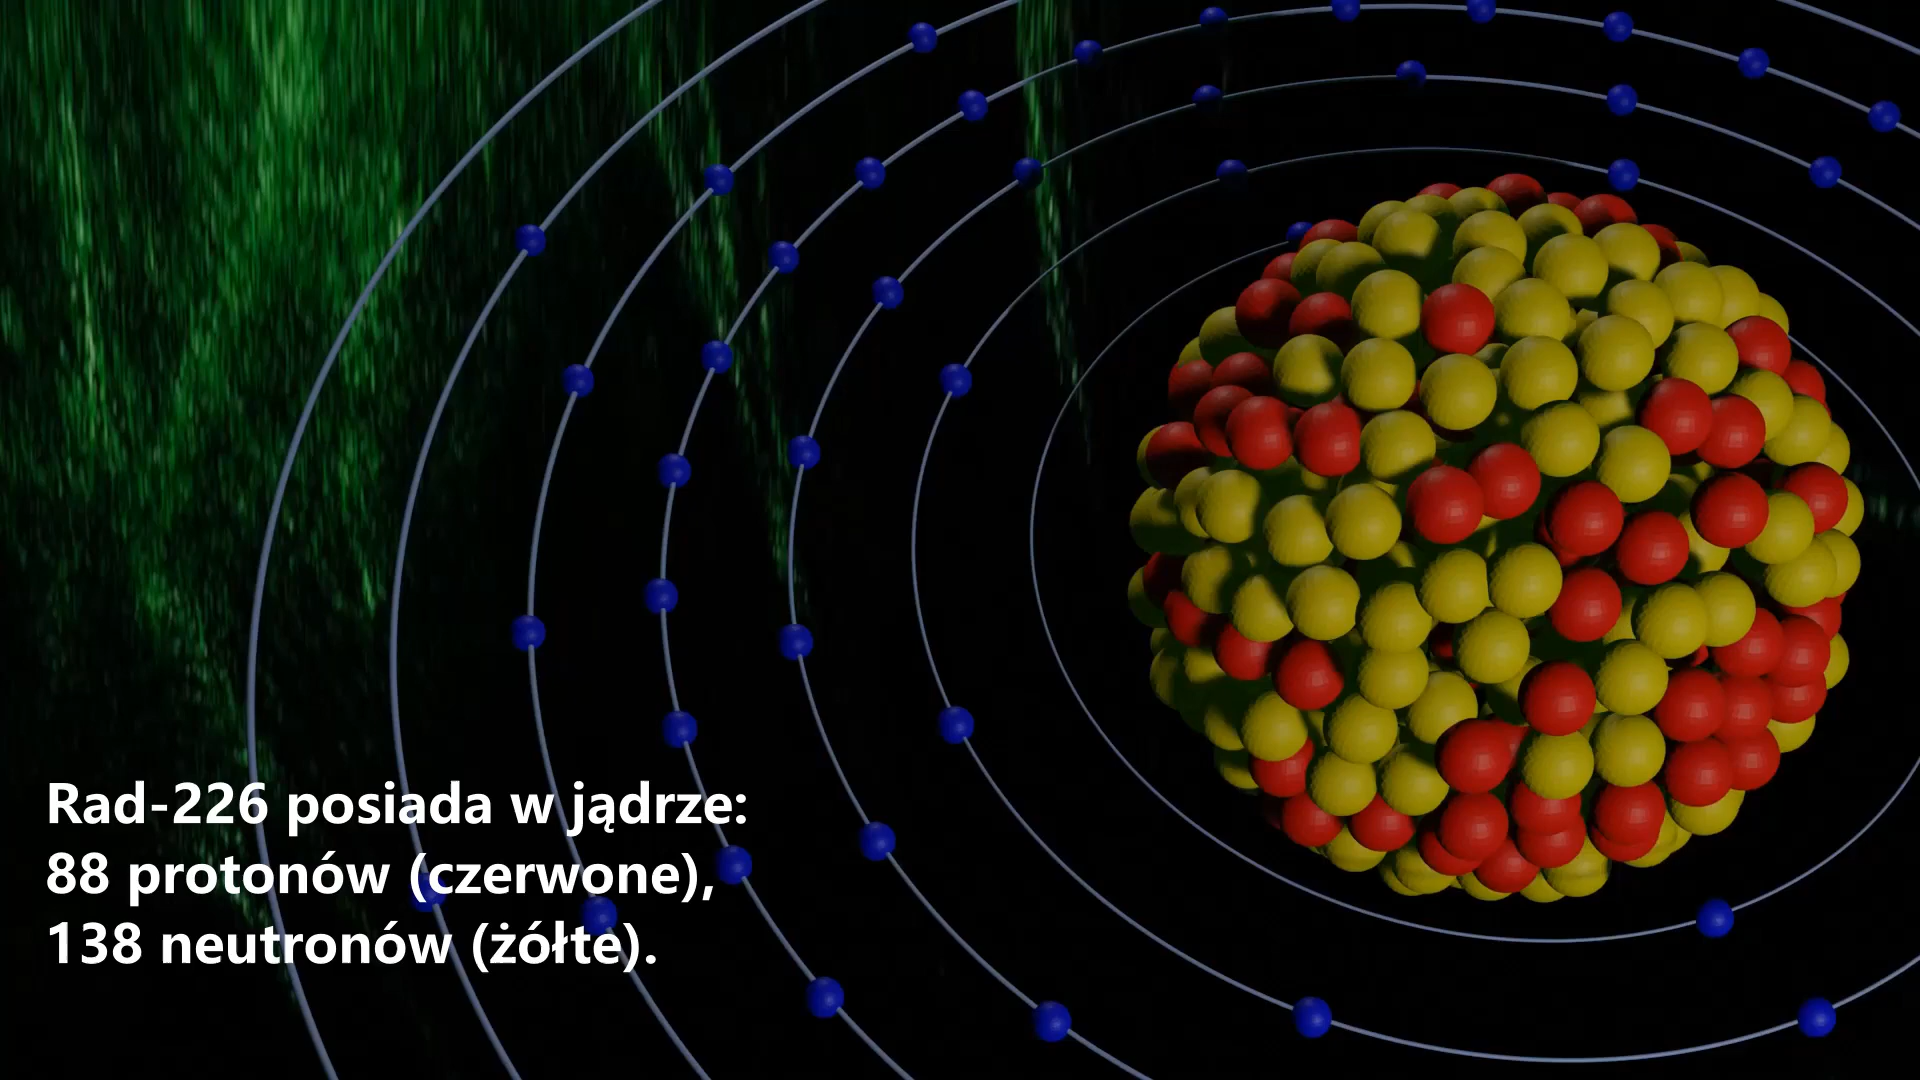 Rad-226 posiada w jądrze:
88 protonów (czerwone),
138 neutronów (żółte).